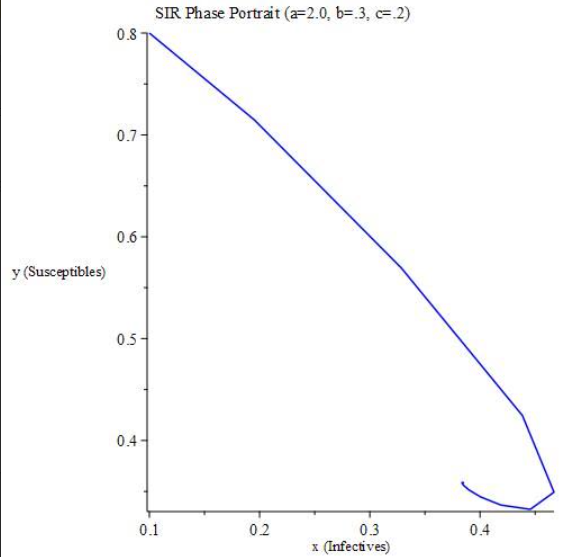 SIR Phase Portrait (a=2.0, b=.3, c=.2)
0.8
0.7
0.6
y (Susceptibles)
0.5
0.4
0.1 0.2 0.3 0.4
x (Infectives)